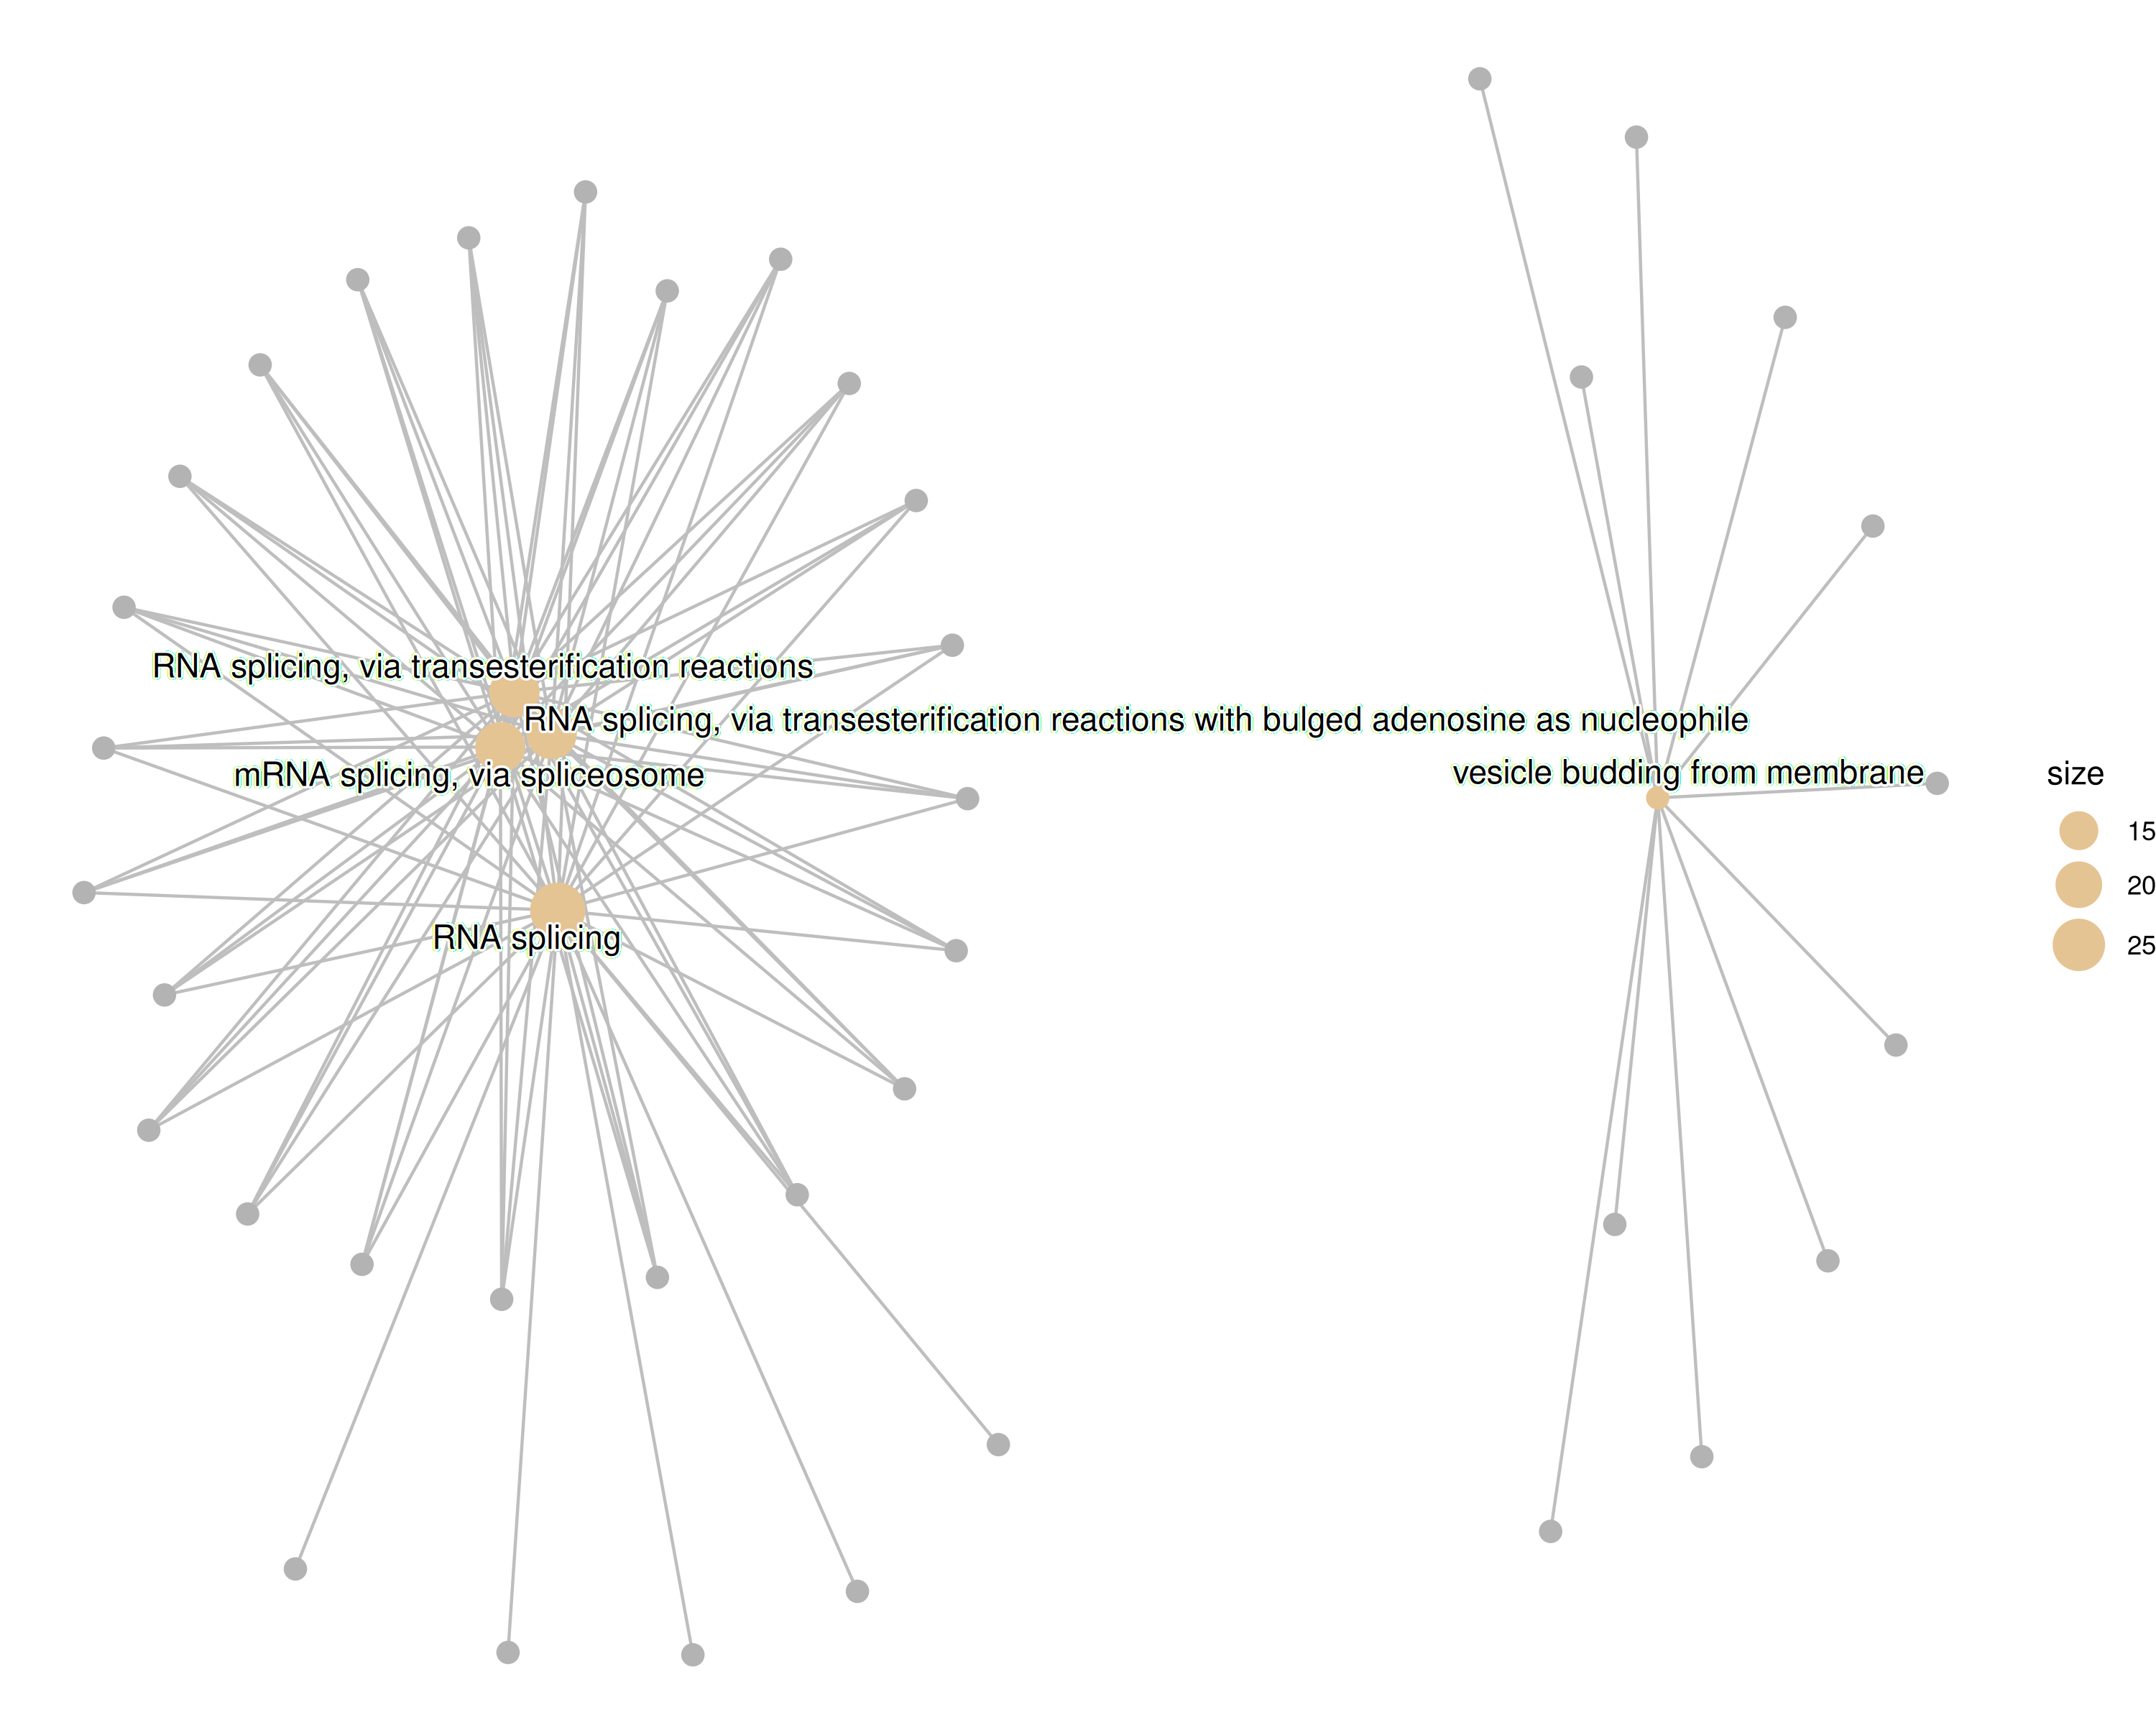 RNA splicing, via transesterification reactions
RNA splicing, via transesterification reactions with bulged adenosine as nucleophile
mRNA splicing, via spliceosome
vesicle budding from membrane
RNA splicing
size
15
20
25